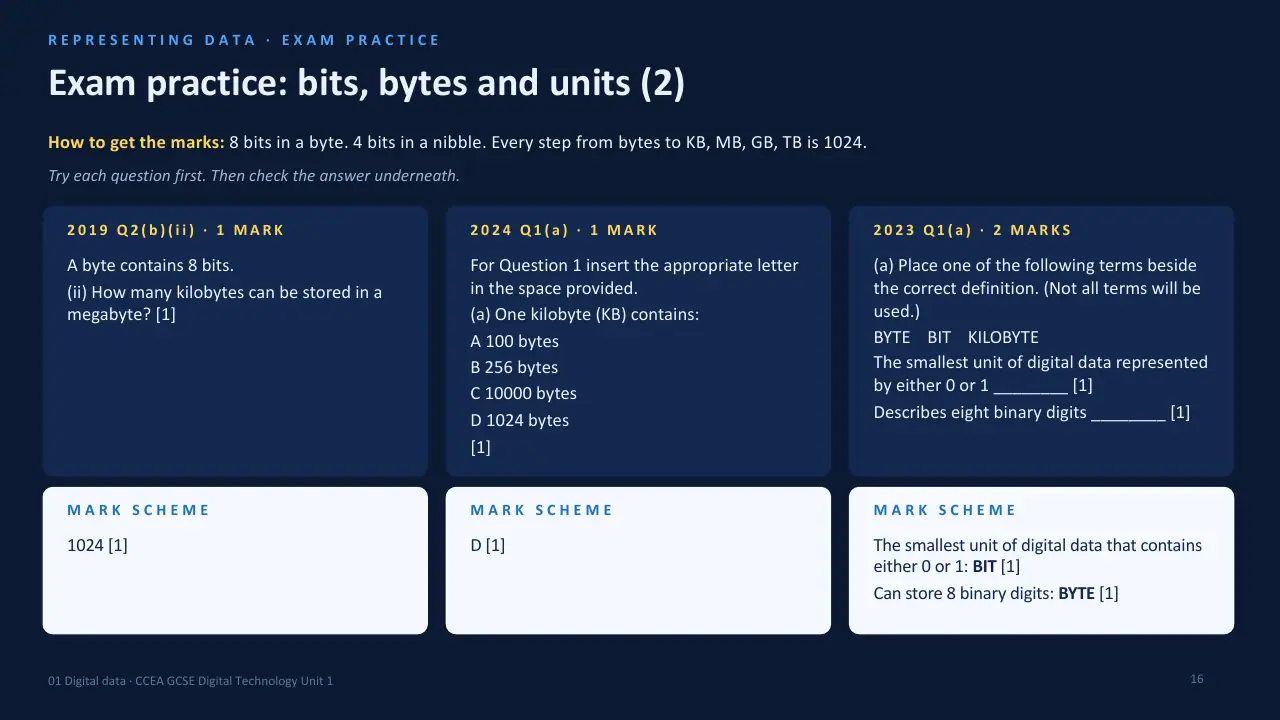 REPRESENTING DATA · EXAM PRACTICE
Exam practice: bits, bytes and units (2)
How to get the marks: 8 bits in a byte. 4 bits in a nibble. Every step from bytes to KB, MB, GB, TB is 1024.
Try each question first. Then check the answer underneath.
2019 Q2(b)(ii) · 1 MARK
A byte contains 8 bits.
(ii) How many kilobytes can be stored in a
megabyte? [1]
MARK SCHEME
1024 [1]
2024 Q1(a) · 1 MARK
For Question 1 insert the appropriate letter
in the space provided.
(a) One kilobyte (KB) contains:
A 100 bytes
B 256 bytes
C 10000 bytes
D 1024 bytes
[1]
MARK SCHEME
D [1]
2023 Q1(a) · 2 MARKS
(a) Place one of the following terms beside
the correct definition. (Not all terms will be
used.)
BYTE BIT KILOBYTE
The smallest unit of digital data represented
by either 0 or 1 ________ [1]
Describes eight binary digits ________ [1]
MARK SCHEME
The smallest unit of digital data that contains
either 0 or 1: BIT [1]
Can store 8 binary digits: BYTE [1]
01 Digital data · CCEA GCSE Digital Technology Unit 1
16